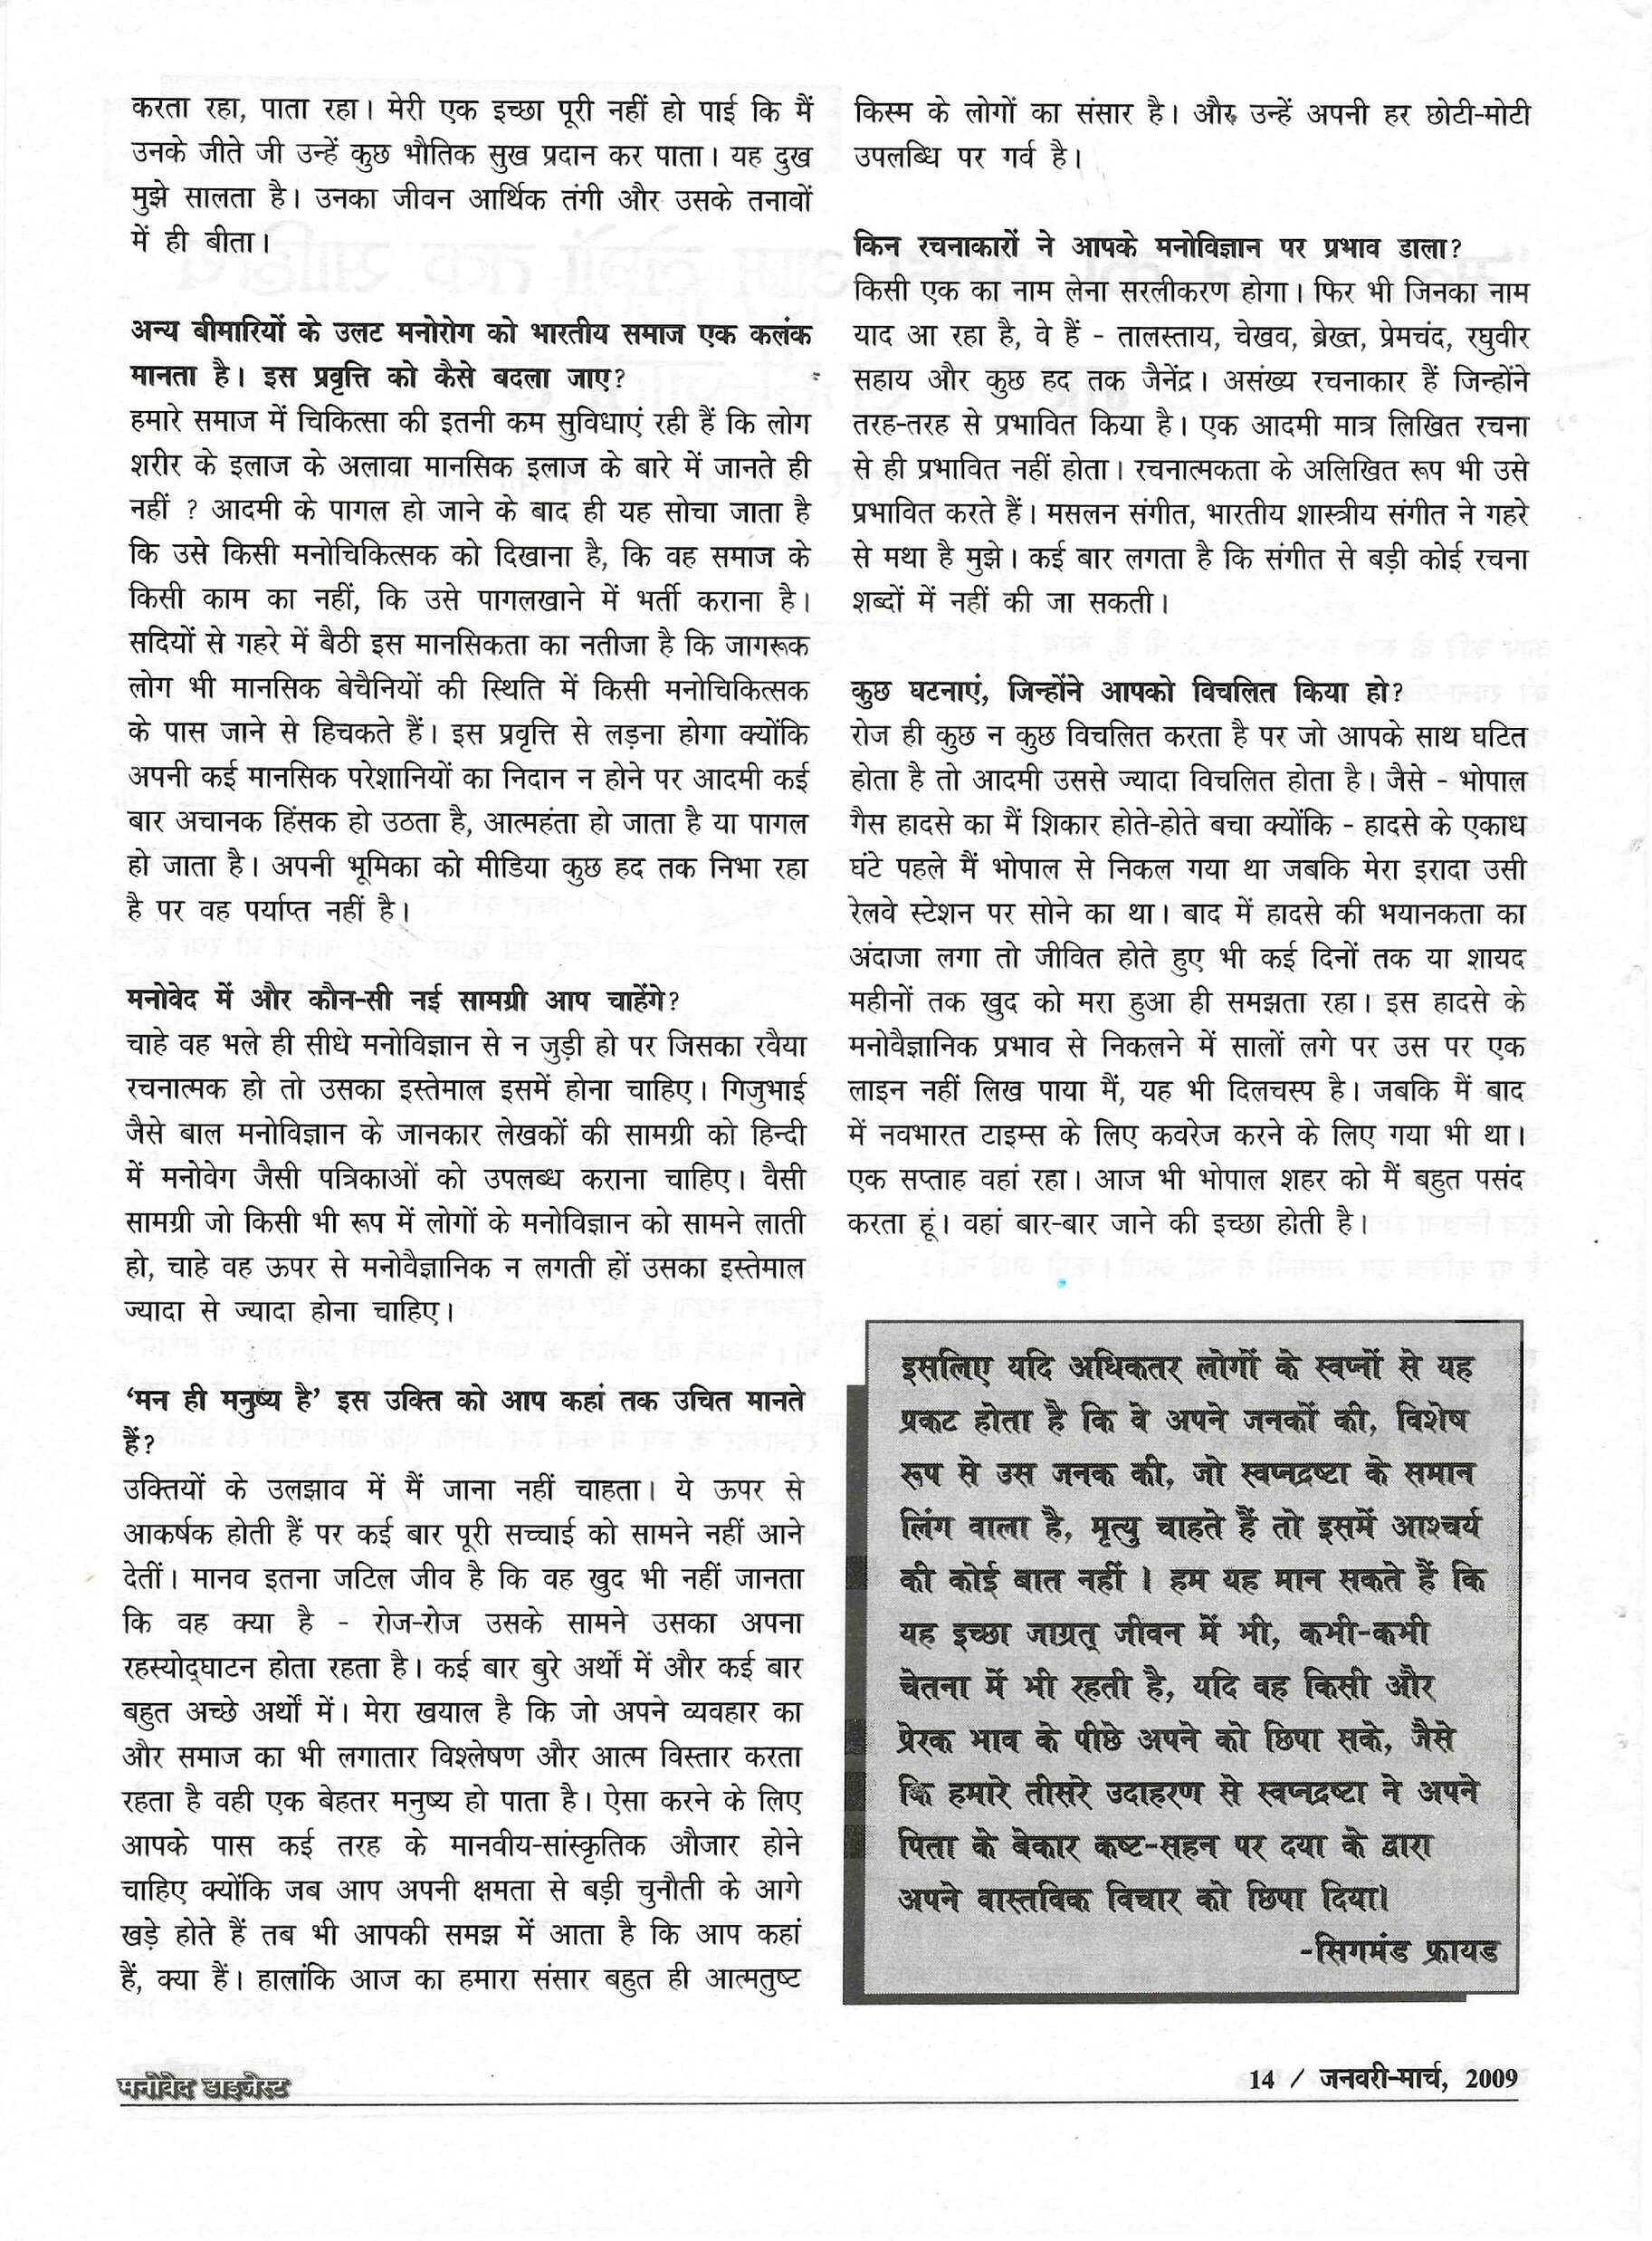 करता रहा, पाता रहा। मेरी एक इच्छा पूरी नहीं हो पाई कि मैं
उनके जीते जी उन्हें कुछ भौतिक सुख प्रदान कर पाता। यह दुख
मुझे सालता है। उनका जीवन आर्थिक तंगी और उसके तनावों
में ही बीता।
अन्य बीमारियों के उलट मनोरोग को भारतीय समाज एक कलंक
मानता है। इस प्रवृत्ति को कैसे बदला जाए?
हमारे समाज में चिकित्सा की इतनी कम सुविधाएं रही हैं कि लोग
शरीर के इलाज के अलावा मानसिक इलाज के बारे में जानते ही
नहीं ? आदमी के पागल हो जाने के बाद ही यह सोचा जाता है
कि उसे किसी मनोचिकित्सक को दिखाना है, कि वह समाज के
किसी काम का नहीं, कि उसे पागलखाने में भर्ती कराना है।
सदियों से गहरे में बैठी इस मानसिकता का नतीजा है कि जागरूक
लोग भी मानसिक बेचैनियों की स्थिति में किसी मनोचिकित्सक
के पास जाने से हिचकते हैं। इस प्रवृत्ति से लड़ना होगा क्योंकि
अपनी कई मानसिक परेशानियों का निदान न होने पर आदमी कई
बार अचानक हिंसक हो उठता है, आत्महंता हो जाता है या पागल
हो जाता है। अपनी भूमिका को मीडिया कुछ हद तक निभा रहा
है पर वह पर्याप्त नहीं है।
मनोवेद में और कौन-सी नई सामग्री आप चाहेंगे?
चाहे वह भले ही सीधे मनोविज्ञान से न जुड़ी हो पर जिसका रवैया
रचनात्मक हो तो उसका इस्तेमाल इसमें होना चाहिए। गिजुभाई
जैसे बाल मनोविज्ञान के जानकार लेखकों की सामग्री को हिन्दी
में मनोवेग जैसी पत्रिकाओं को उपलब्ध कराना चाहिए। वैसी
सामग्री जो किसी भी रूप में लोगों के मनोविज्ञान को सामने लाती
हो, चाहे वह ऊपर से मनोवैज्ञानिक न लगती हों उसका इस्तेमाल
ज्यादा से ज्यादा होना चाहिए।
‘मन ही मनुष्य है’ इस उक्ति को आप कहां तक उचित मानते
हैं?
उक्तियों के उलझाव में मैं जाना नहीं चाहता। ये ऊपर से
आकर्षक होती हैं पर कई बार पूरी सच्चाई को सामने नहीं आने
देतीं। मानव इतना जटिल जीव है कि वह खुद भी नहीं जानता
कि वह क्या है - रोज-रोज उसके सामने उसका अपना
रहस्योद्घाटन होता रहता है। कई बार बुरे अर्थों में और कई बार
बहुत अच्छे अर्थों में। मेरा खयाल है कि जो अपने व्यवहार का
और समाज का भी लगातार विश्लेषण और आत्म विस्तार करता
रहता है वही एक बेहतर मनुष्य हो पाता है। ऐसा करने के लिए
आपके पास कई तरह के मानवीय-सांस्कृतिक औजार होने
चाहिए क्योंकि जब आप अपनी क्षमता से बड़ी चुनौती के आगे
खड़े होते हैं तब भी आपकी समझ में आता है कि आप कहां
हैं, क्या हैं। हालांकि आज का हमारा संसार बहुत ही आत्मतुष्ट
किस्म के लोगों का संसार है। और उन्हें अपनी हर छोटी-मोटी
उपलब्धि पर गर्व है।
किन रचनाकारों ने आपके मनोविज्ञान पर प्रभाव डाला?
किसी एक का नाम लेना सरलीकरण होगा। फिर भी जिनका नाम
याद आ रहा है, वे हैं - तालस्ताय, चेखव, ब्रेख्त, प्रेमचंद, रघुवीर
सहाय और कुछ हद तक जैनेंद्र। असंख्य रचनाकार हैं जिन्होंने
तरह-तरह से प्रभावित किया है। एक आदमी मात्र लिखित रचना
से ही प्रभावित नहीं होता। रचनात्मकता के अलिखित रूप भी उसे
प्रभावित करते हैं। मसलन संगीत, भारतीय शास्त्रीय संगीत ने गहरे
से मथा है मुझे। कई बार लगता है कि संगीत से बड़ी कोई रचना
शब्दों में नहीं की जा सकती।
कुछ घटनाएं, जिन्होंने आपको विचलित किया हो?
रोज ही कुछ न कुछ विचलित करता है पर जो आपके साथ घटित
होता है तो आदमी उससे ज्यादा विचलित होता है। जैसे - भोपाल
गैस हादसे का मैं शिकार होते-होते बचा क्योंकि - हादसे के एकाध
घंटे पहले मैं भोपाल से निकल गया था जबकि मेरा इरादा उसी
रेलवे स्टेशन पर सोने का था। बाद में हादसे की भयानकता का
अंदाजा लगा तो जीवित होते हुए भी कई दिनों तक या शायद
महीनों तक खुद को मरा हुआ ही समझता रहा। इस हादसे के
मनोवैज्ञानिक प्रभाव से निकलने में सालों लगे पर उस पर एक
लाइन नहीं लिख पाया मैं, यह भी दिलचस्प है। जबकि मैं बाद
में नवभारत टाइम्स के लिए कवरेज करने के लिए गया भी था।
एक सप्ताह वहां रहा। आज भी भोपाल शहर को मैं बहुत पसंद
करता हूं। वहां बार-बार जाने की इच्छा होती है।
इसलिए यदि अधिकतर लोगों के स्वप्नों से यह
प्रकट होता है कि वे अपने जनकों की, विशेष
रूप से उस जनक की, जो स्वप्नद्रष्टा के समान
लिंग वाला है, मृत्यु चाहते हैं तो इसमें आश्चर्य
की कोई बात नहीं । हम यह मान सकते हैं कि
यह इच्छा जाग्रत् जीवन में भी, कभी-कभी
चेतना में भी रहती है, यदि वह किसी और
प्रेरक भाव के पीछे अपने को छिपा सके, जैसे
कि हमारे तीसरे उदाहरण से स्वप्नद्रष्टा ने अपने
पिता के बेकार कष्ट-सहन पर दया के द्वारा
अपने वास्तविक विचार को छिपा दिया।
-सिगमंड फ्रायड
मनोवेद डाइजेस्ट
14 / जनवरी-मार्च, 2009